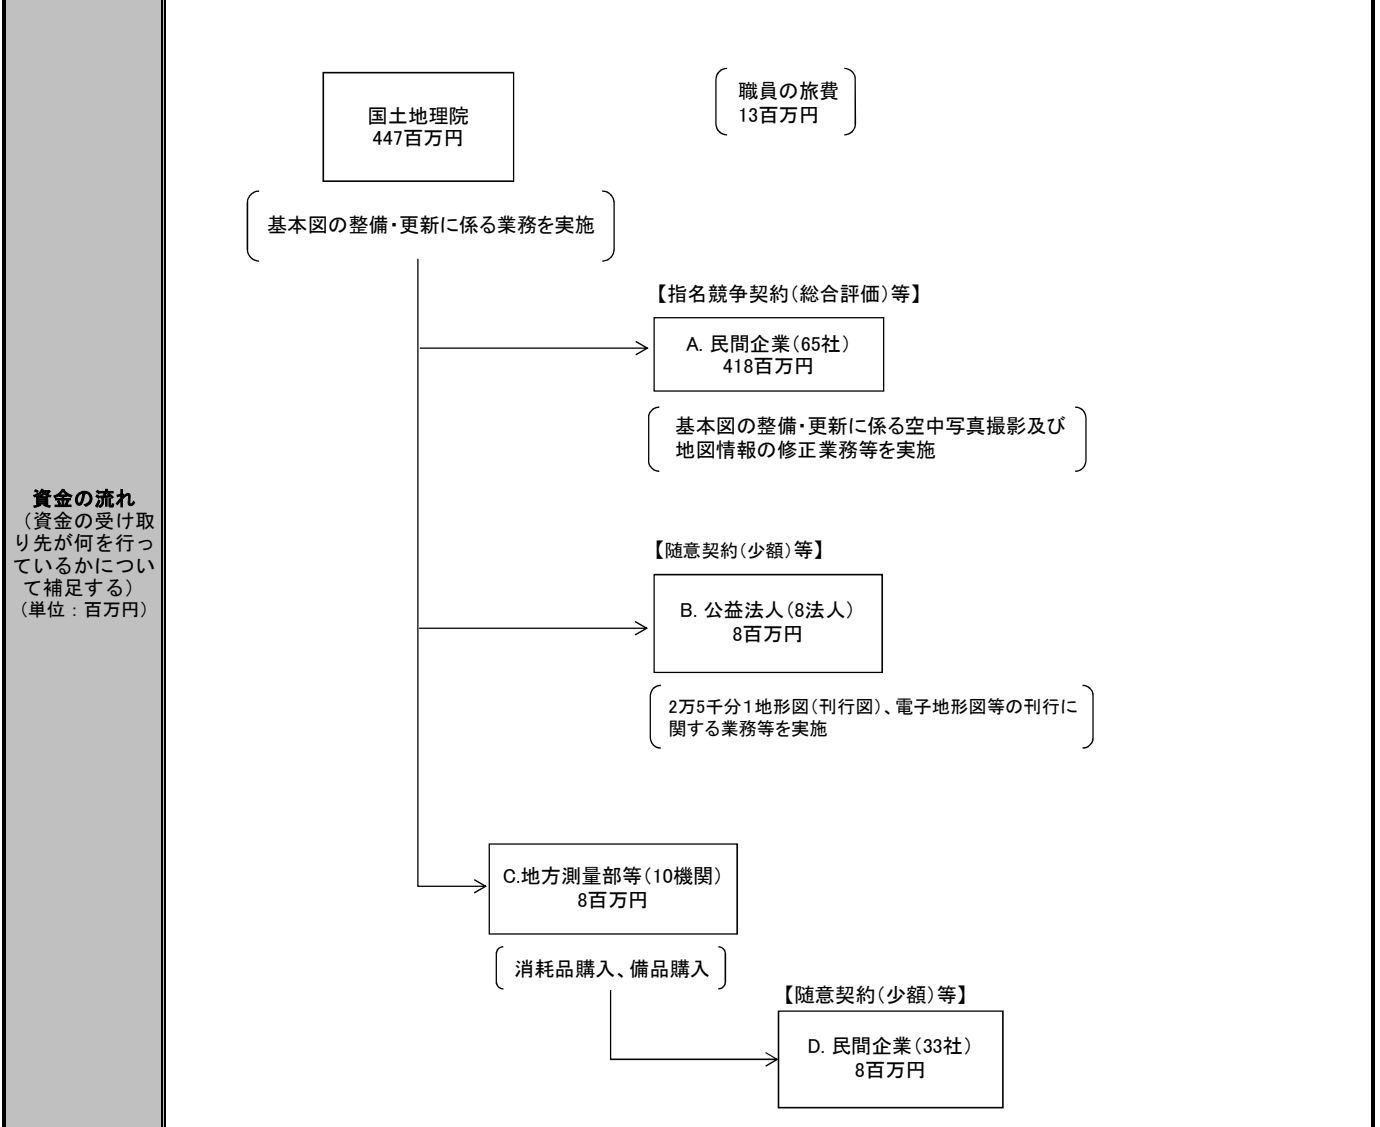 資金の流れ
（資金の受け取
り先が何を行っ
ているかについ
て補足する）
（単位：百万円）
国土地理院
447百万円
職員の旅費
13百万円
基本図の整備・更新に係る業務を実施
【指名競争契約（総合評価）等】
A. 民間企業（65社）
418百万円
基本図の整備・更新に係る空中写真撮影及び
地図情報の修正業務等を実施
【随意契約（少額）等】
B. 公益法人（8法人）
8百万円
2万5千分1地形図（刊行図）、電子地形図等の刊行に
関する業務等を実施
C.地方測量部等（10機関）
8百万円
消耗品購入、備品購入
【随意契約（少額）等】
D. 民間企業（33社）
8百万円